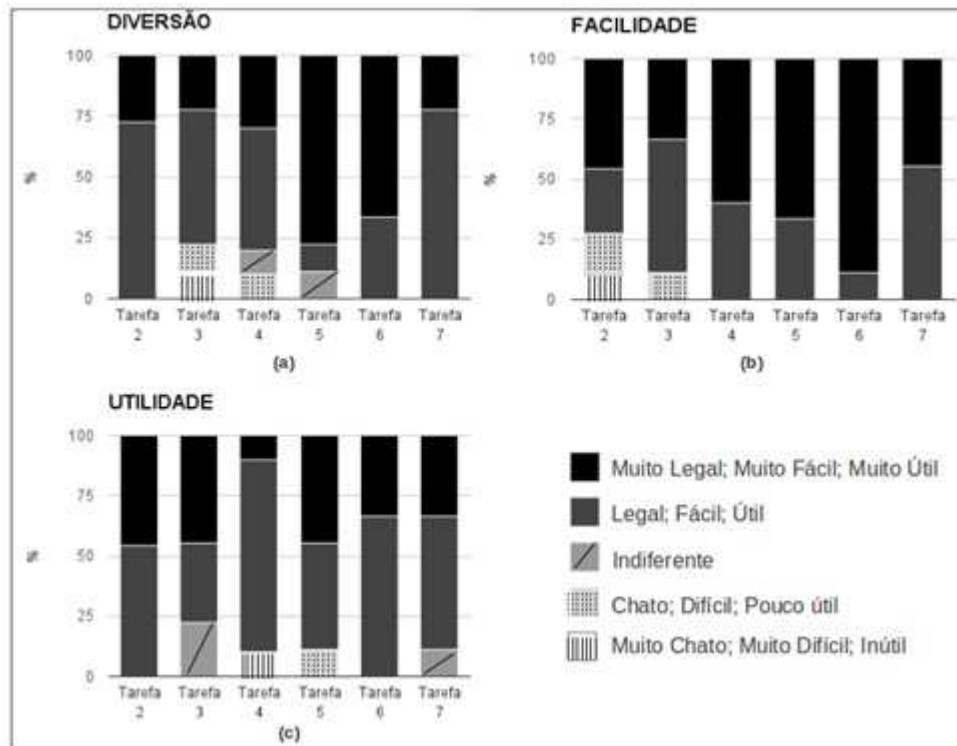 DIVERSÃO
100
75
50
25
0
%
Tarefa 2
Tarefa 3
Tarefa 4
Tarefa 5
Tarefa 6
Tarefa 7
(a)
FACILIDADE
100
75
50
25
0
%
Tarefa 2
Tarefa 3
Tarefa 4
Tarefa 5
Tarefa 6
Tarefa 7
(b)
UTILIDADE
100
75
50
25
0
%
Tarefa 2
Tarefa 3
Tarefa 4
Tarefa 5
Tarefa 6
Tarefa 7
(c)
Muito Legal; Muito Fácil; Muito Útil
Legal; Fácil; Útil
Indiferente
Chato; Difícil; Pouco útil
Muito Chato; Muito Difícil; Inútil